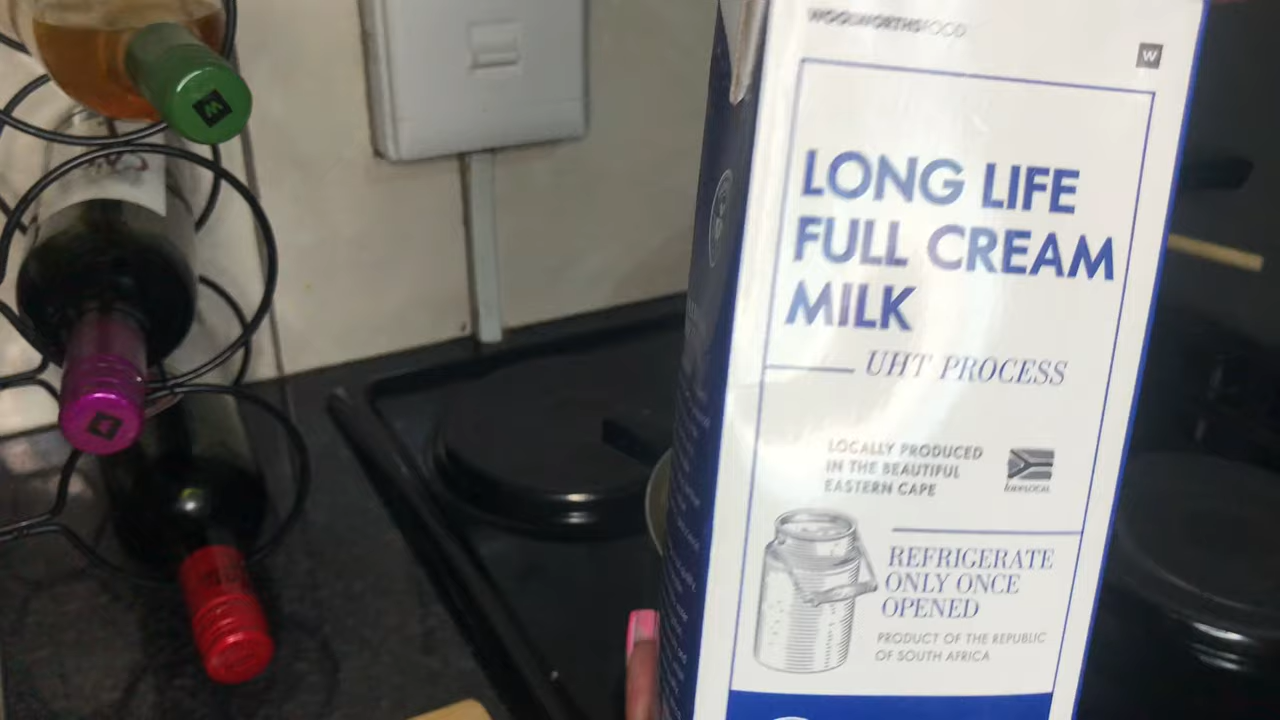 WOOLWORTHSFOOD
W
LONG LIFE
FULL CREAM
MILK
UHT PROCESS
LOCALLY PRODUCED
IN THE BEAUTIFUL
EASTERN CAPE
REFRIGERATE
ONLY ONCE
OPENED
PRODUCT OF THE REPUBLIC
OF SOUTH AFRICA
W
W